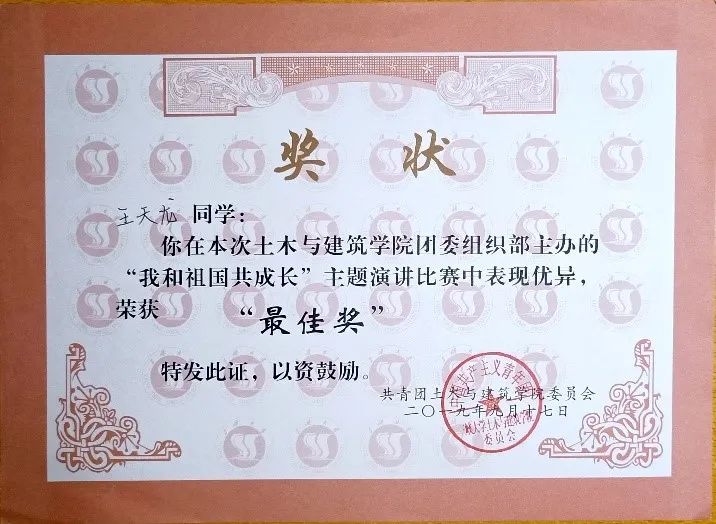 奖 状
王天龙 同学：
你在本次土木与建筑学院团委组织部主办的
“我和祖国共成长”主题演讲比赛中表现优异，
荣获 “最佳奖”
特发此证，以资鼓励。
共青团土木与建筑学院委员会
二〇一九年九月十七日
委员会